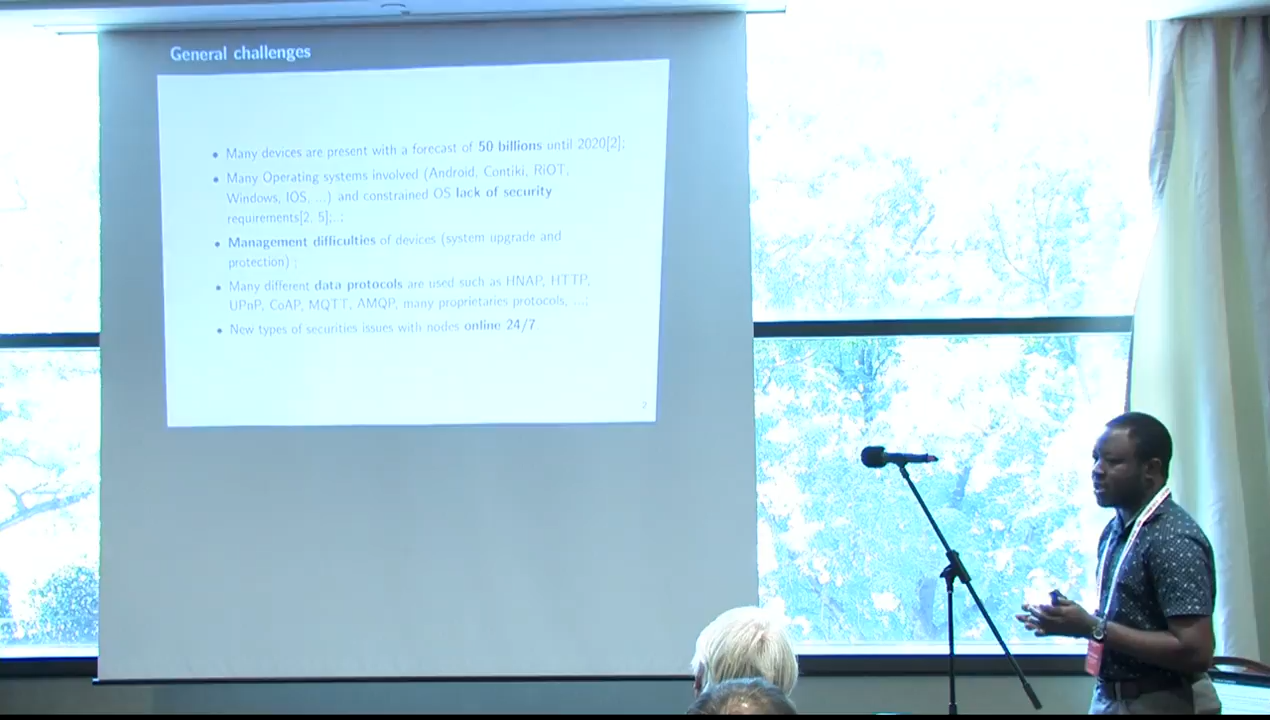 General challenges
• Many devices are present with a forecast of 50 billions until 2020[2];
• Many Operating systems involved (Android, Contiki, RiOT,
Windows, IOS, ...) and constrained OS lack of security
requirements[2, 5];..;
• Management difficulties of devices (system upgrade and
protection) ;
• Many different data protocols are used such as HNAP, HTTP,
UPnP, CoAP, MQTT, AMQP, many proprietaries protocols, ...;
• New types of securities issues with nodes online 24/7
2